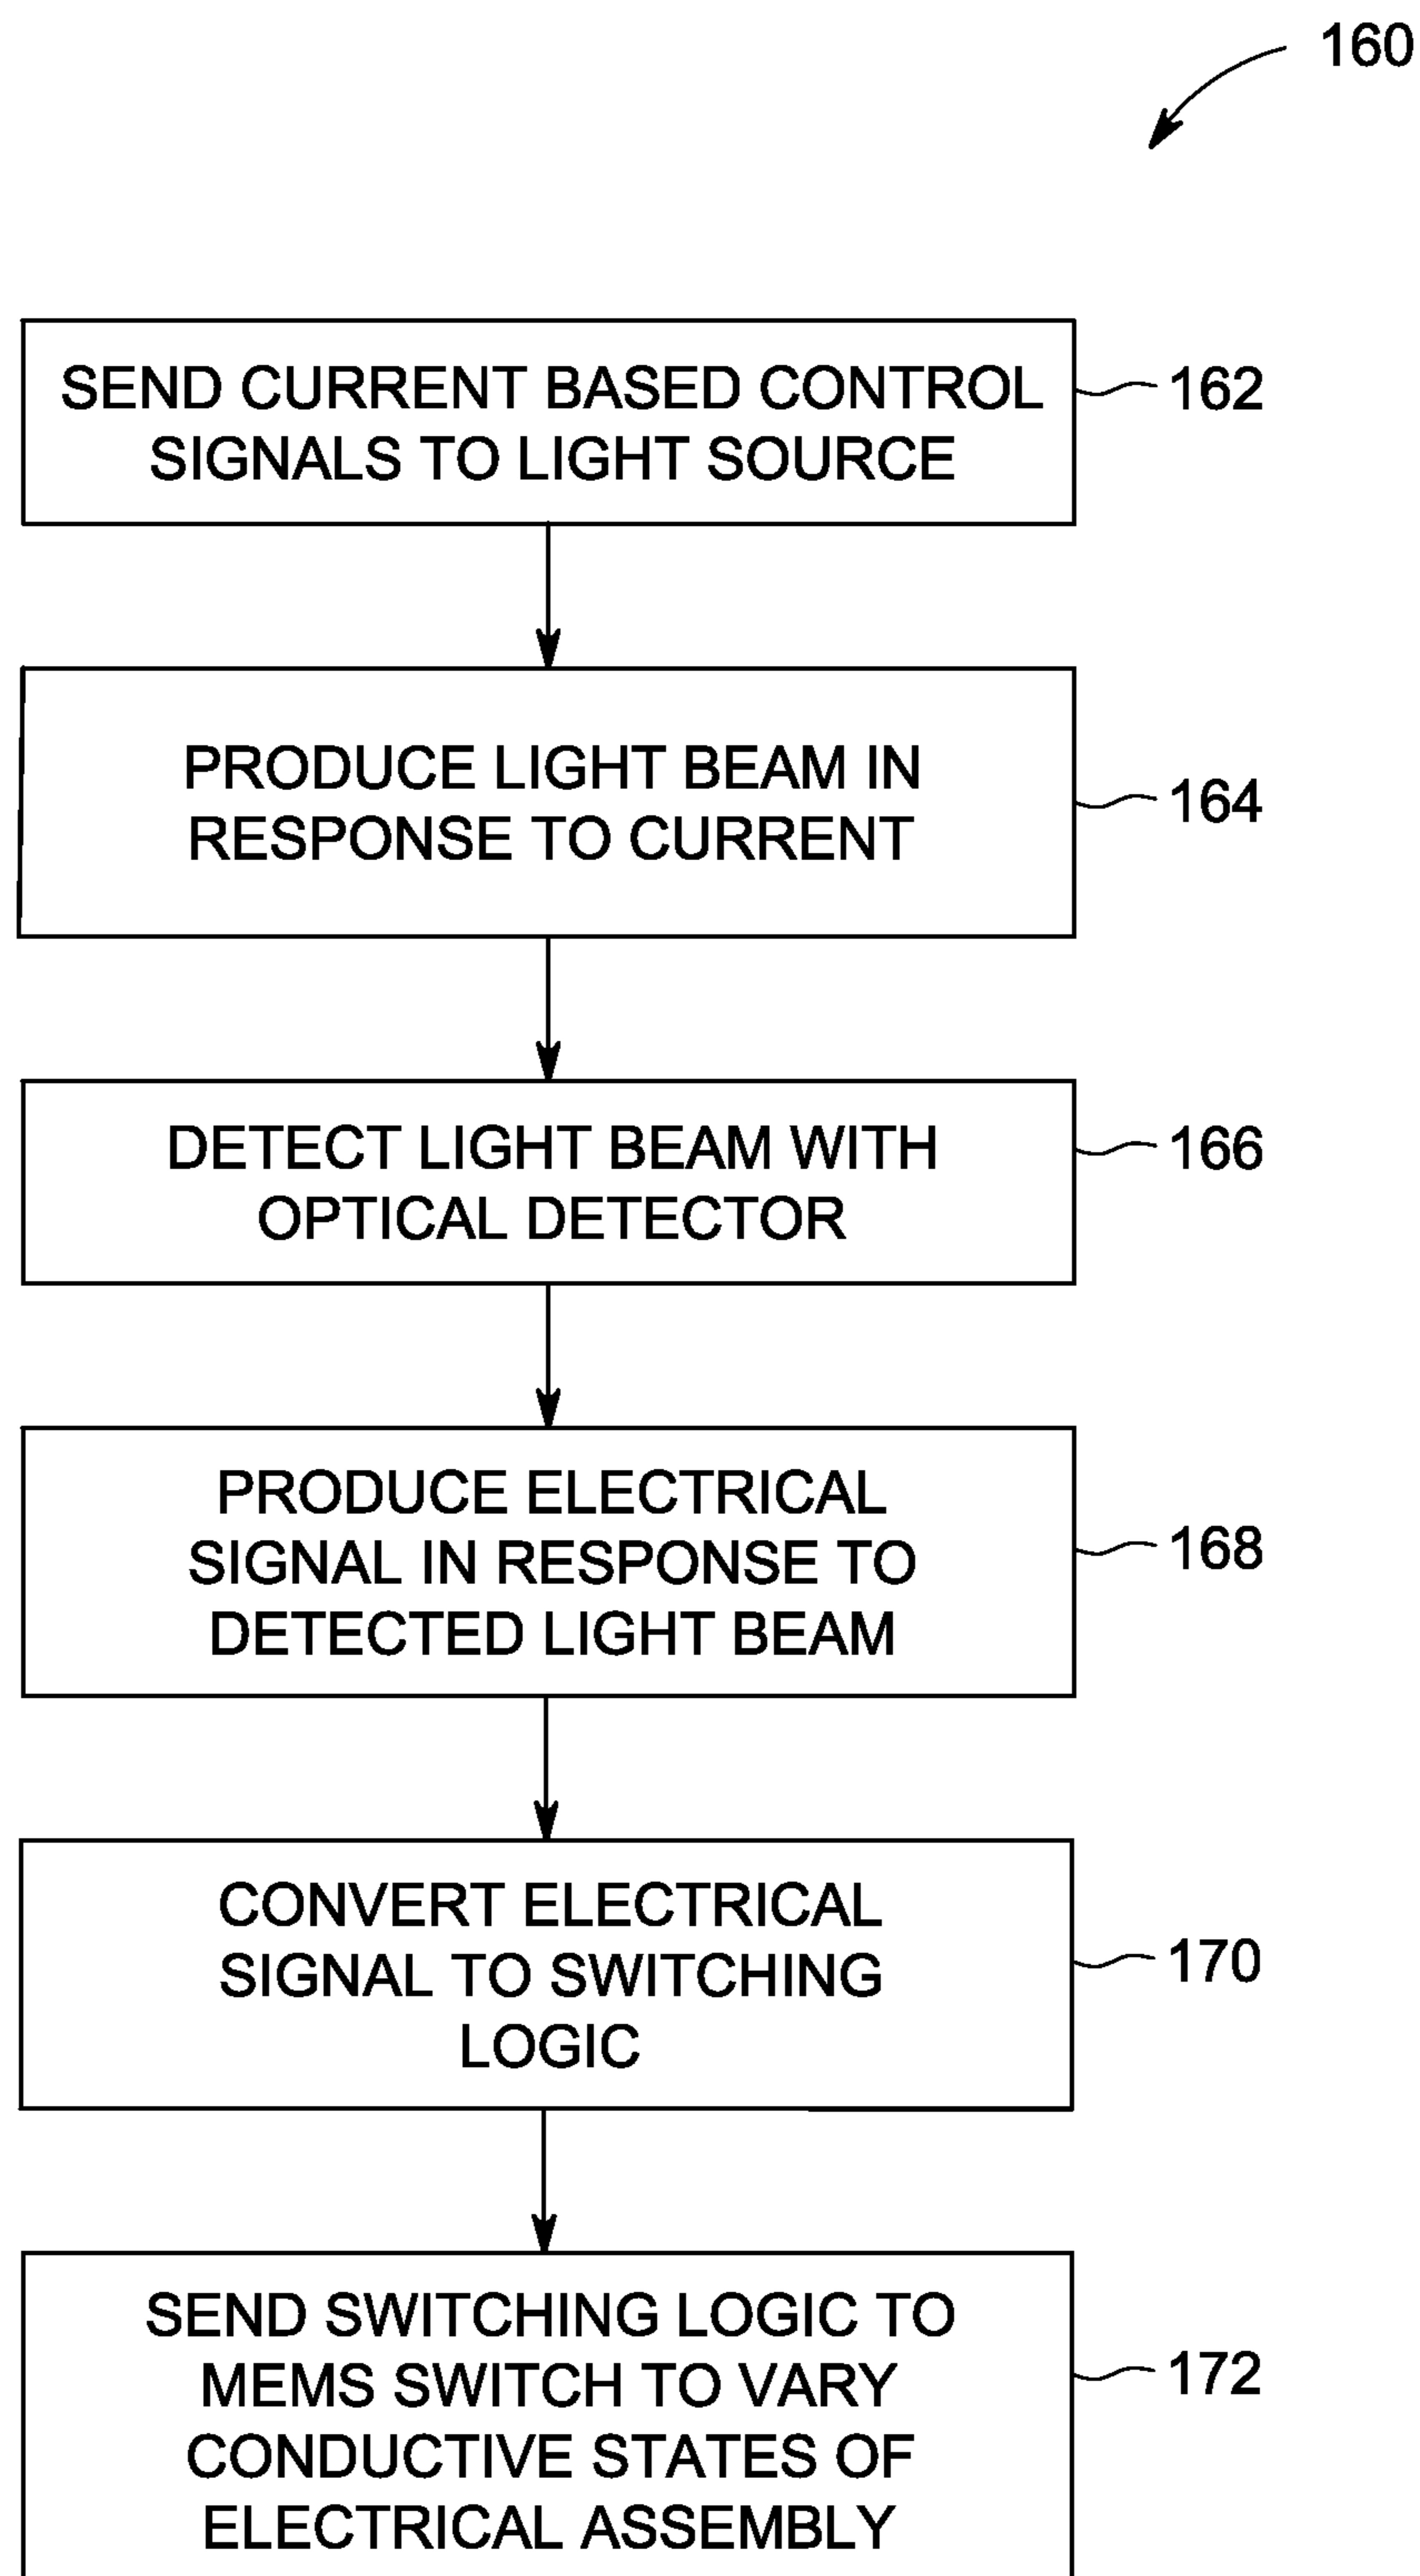 160
SEND CURRENT BASED CONTROL
SIGNALS TO LIGHT SOURCE
162
PRODUCE LIGHT BEAM IN
RESPONSE TO CURRENT
164
DETECT LIGHT BEAM WITH
OPTICAL DETECTOR
166
PRODUCE ELECTRICAL
SIGNAL IN RESPONSE TO
DETECTED LIGHT BEAM
168
CONVERT ELECTRICAL
SIGNAL TO SWITCHING
LOGIC
170
SEND SWITCHING LOGIC TO
MEMS SWITCH TO VARY
CONDUCTIVE STATES OF
ELECTRICAL ASSEMBLY
172